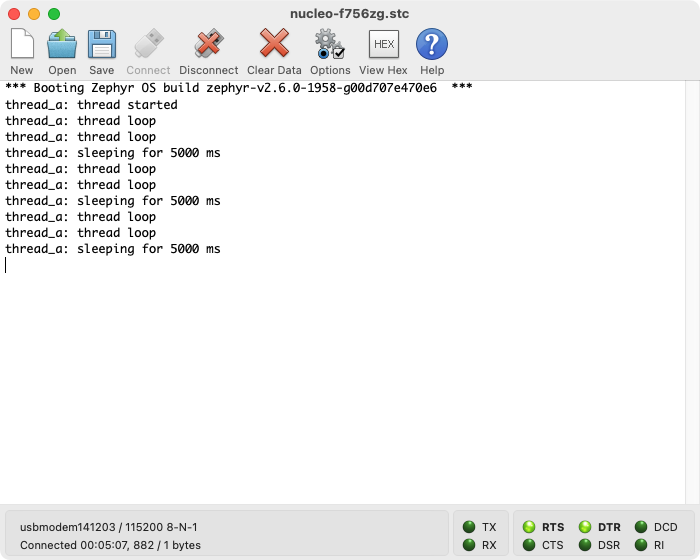 nucleo-f756zg.stc
New Open Save Connect Disconnect Clear Data Options HEX View Hex Help
*** Booting Zephyr OS build zephyr-v2.6.0-1958-g00d707e470e6  ***
thread_a: thread started
thread_a: thread loop
thread_a: thread loop
thread_a: sleeping for 5000 ms
thread_a: thread loop
thread_a: thread loop
thread_a: sleeping for 5000 ms
thread_a: thread loop
thread_a: thread loop
thread_a: sleeping for 5000 ms
usbmodem141203 / 115200 8-N-1
Connected 00:05:07, 882 / 1 bytes
TX RTS DTR DCD
RX CTS DSR RI